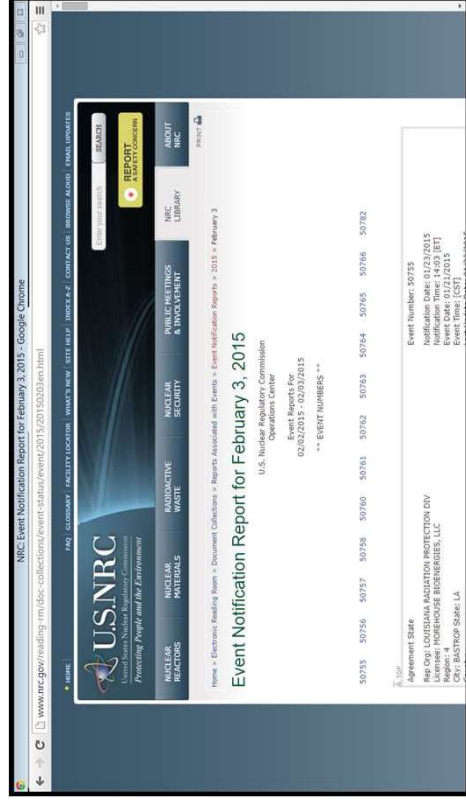 NRC: Event Notification Report for February 3, 2015 - Google Chrome
www.nrc.gov/reading-rm/doc-collections/event-status/event/2015/20150203en.html
HOME | FAQ | GLOSSARY | FACILITY LOCATOR | WHAT'S NEW | SITE HELP | INDEX A-Z | CONTACT US | BROWSE ALOUD | EMAIL UPDATES
U.S.NRC
United States Nuclear Regulatory Commission
Protecting People and the Environment
Enter your search SEARCH
REPORT
A SAFETY CONCERN
NUCLEAR REACTORS NUCLEAR MATERIALS RADIOACTIVE WASTE NUCLEAR SECURITY PUBLIC MEETINGS & INVOLVEMENT NRC LIBRARY ABOUT NRC
PRINT
Home > Electronic Reading Room > Document Collections > Reports Associated with Events > Event Notification Reports > 2015 > February 3
Event Notification Report for February 3, 2015
U.S. Nuclear Regulatory Commission
Operations Center
Event Reports For
02/02/2015 - 02/03/2015
** EVENT NUMBERS **
50755 50756 50757 50758 50760 50761 50762 50763 50764 50765 50766 50782
TOP
Agreement State Event Number: 50755
Rep Org: LOUISIANA RADIATION PROTECTION DIV
Licensee: MOREHOUSE BIOENERGIES, LLC
Region: 4
City: BASTROP State: LA
Notification Date: 01/23/2015
Notification Time: 14:03 [ET]
Event Date: 01/21/2015
Event Time: [CST]